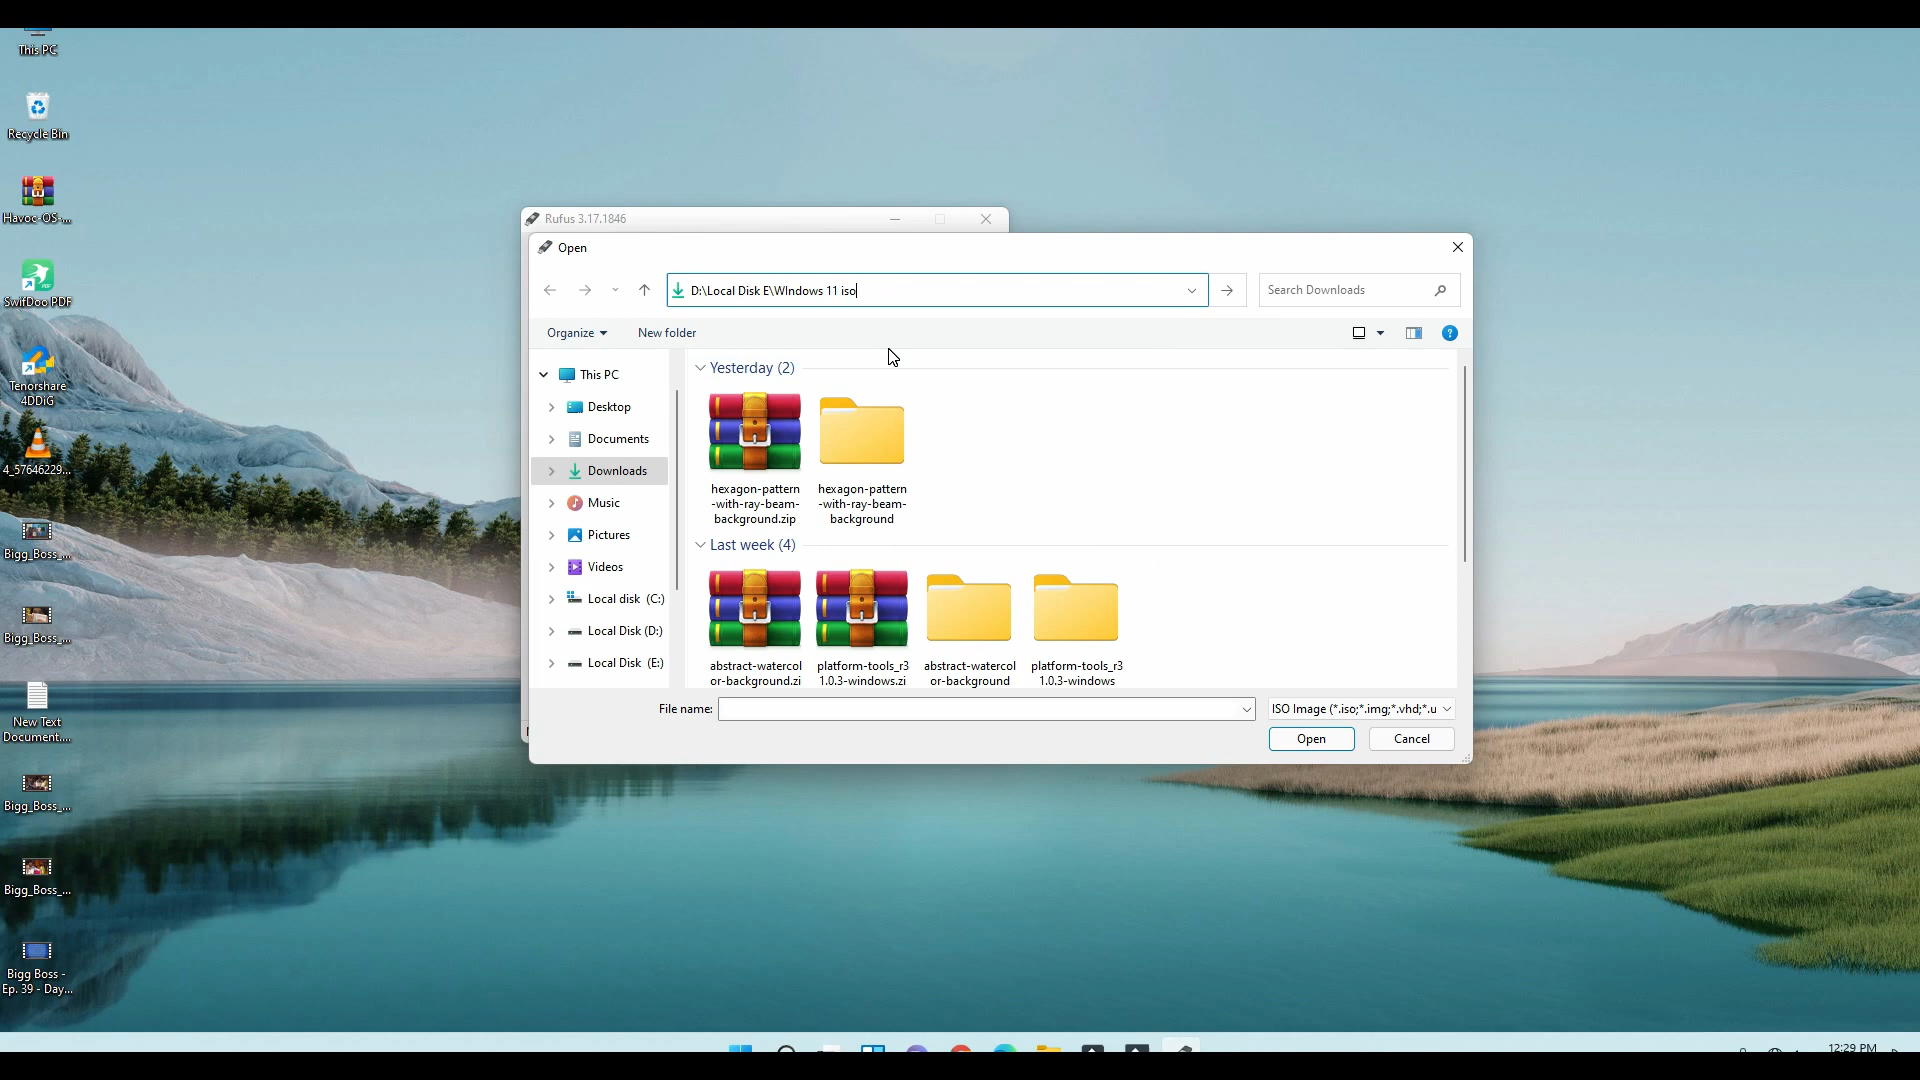 This PC
Recycle Bin
Havoc-OS-...
SwifDoo PDF
Tenorshare
4DDiG
4_57646229...
Bigg_Boss_...
Bigg_Boss_...
New Text
Document....
Bigg_Boss_...
Bigg_Boss_...
Bigg Boss -
Ep. 39 - Day...
Rufus 3.17.1846
Open
D:\Local Disk E\WIndows 11 iso
Search Downloads
Organize
New folder
This PC
Desktop
Documents
Downloads
Music
Pictures
Videos
Local disk (C:)
Local Disk (D:)
Local Disk (E:)
Yesterday (2)
hexagon-pattern
-with-ray-beam-
background.zip
hexagon-pattern
-with-ray-beam-
background
Last week (4)
abstract-watercol
or-background.zi
platform-tools_r3
1.0.3-windows.zi
abstract-watercol
or-background
platform-tools_r3
1.0.3-windows
File name:
ISO Image (*.iso;*.img;*.vhd;*.u
Open
Cancel
12:29 PM